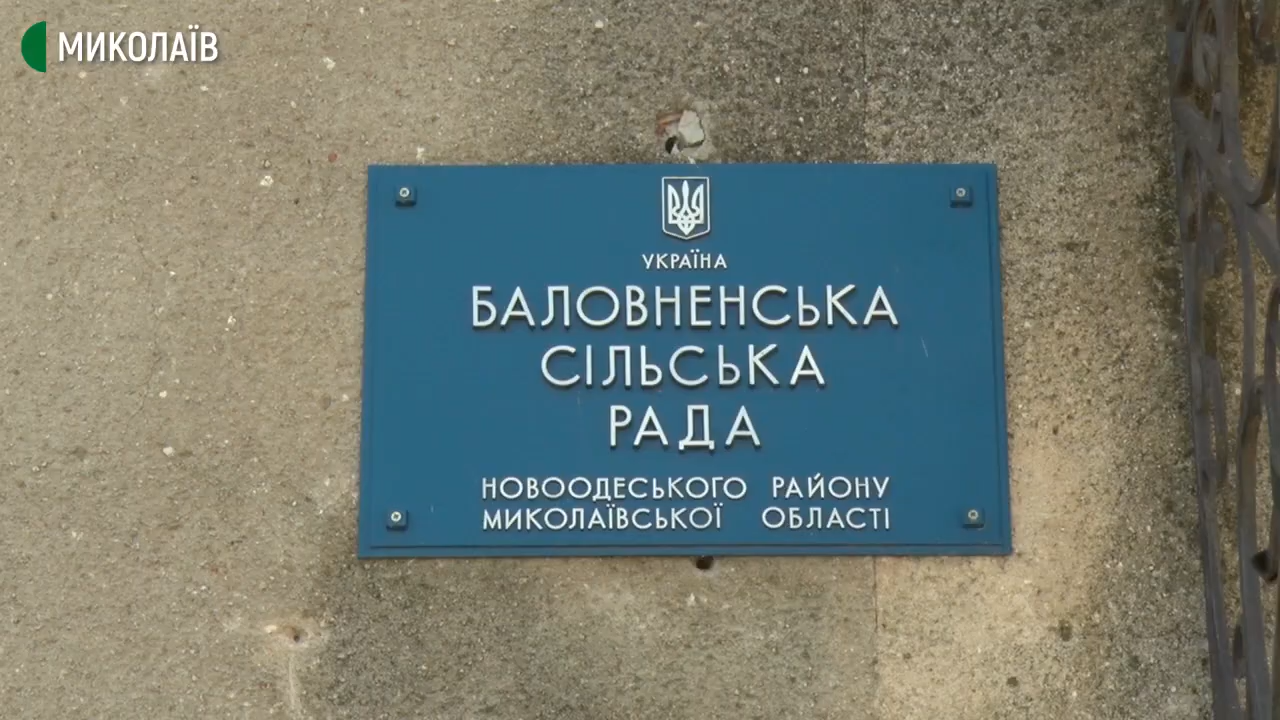 МИКОЛАЇВ
УКРАЇНА
БАЛОВНЕНСЬКА
СІЛЬСЬКА
РАДА
НОВООДЕСЬКОГО РАЙОНУ
МИКОЛАЇВСЬКОЇ ОБЛАСТІ